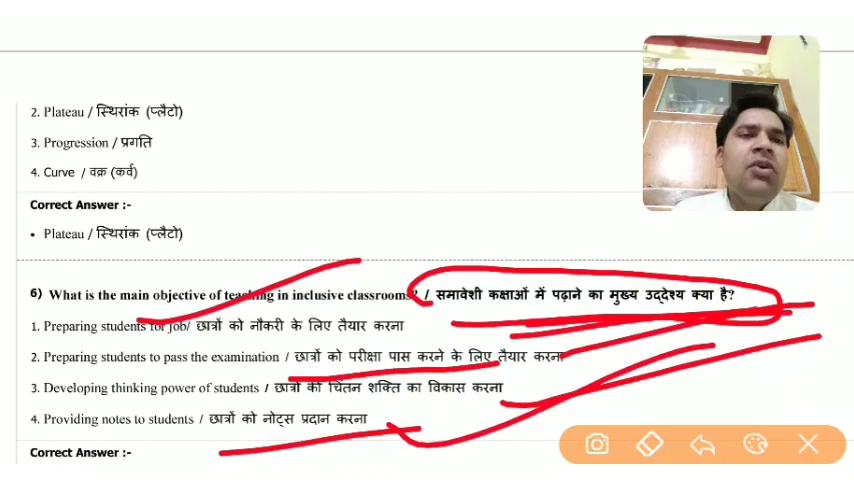 2. Plateau / स्थिरांक (प्लैटो)
3. Progression / प्रगति
4. Curve / वक्र (कर्व)
Correct Answer :-
• Plateau / स्थिरांक (प्लैटो)
6) What is the main objective of teaching in inclusive classrooms? / समावेशी कक्षाओं में पढ़ाने का मुख्य उद्देश्य क्या है?
1. Preparing students for job/ छात्रों को नौकरी के लिए तैयार करना
2. Preparing students to pass the examination / छात्रों को परीक्षा पास करने के लिए तैयार करना
3. Developing thinking power of students / छात्रों की चिंतन शक्ति का विकास करना
4. Providing notes to students / छात्रों को नोट्स प्रदान करना
Correct Answer :-